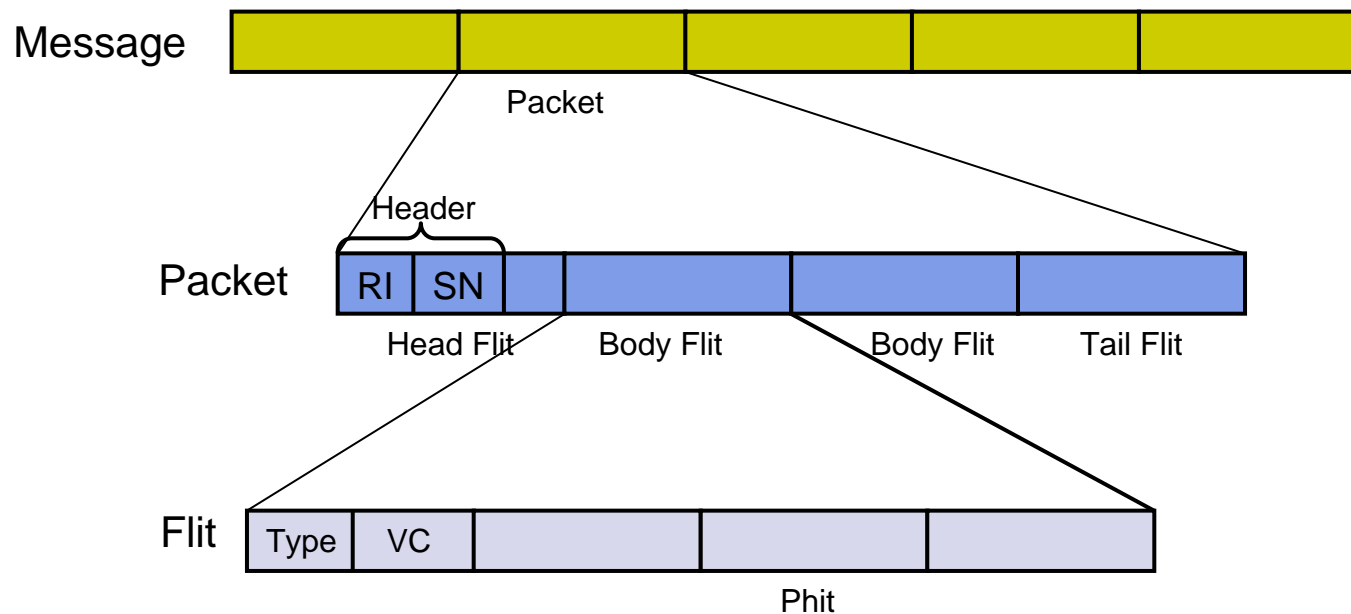 Message
Packet
Header
Packet RI SN
Head Flit Body Flit Body Flit Tail Flit
Flit Type VC
Phit